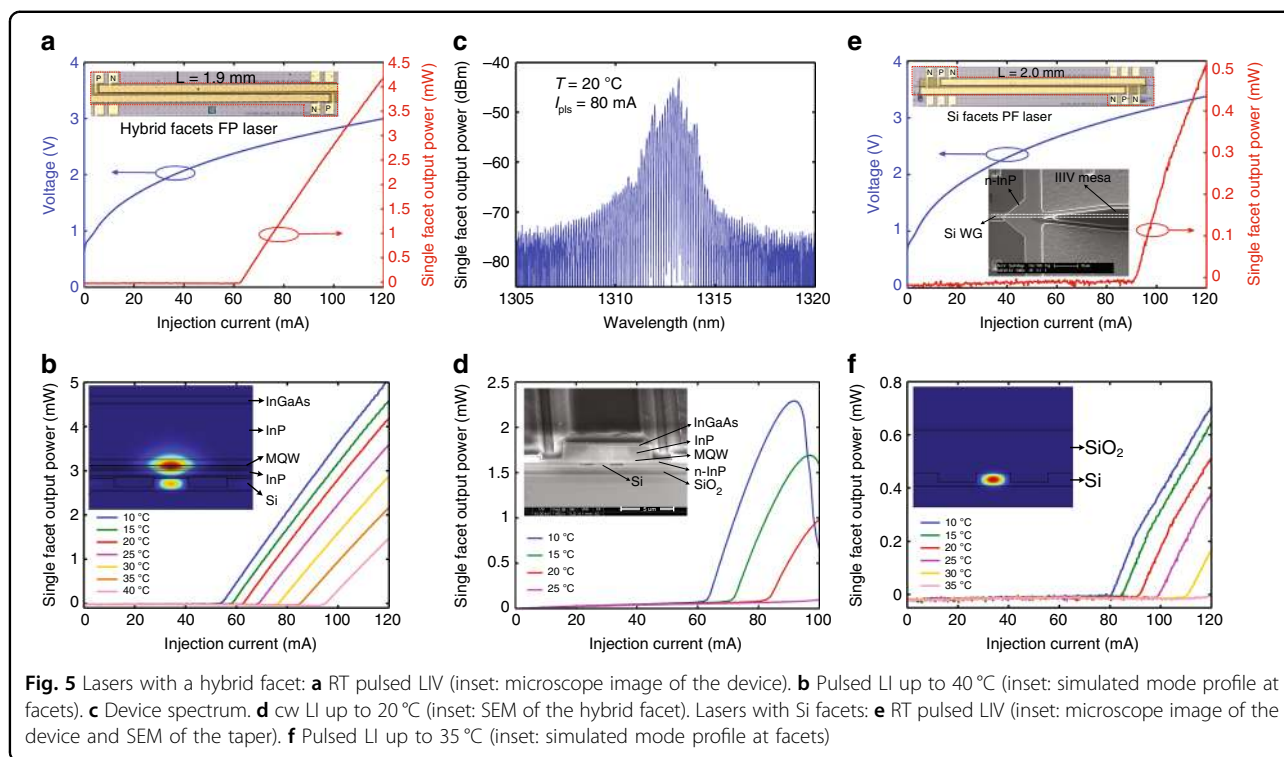 a
P N
L = 1.9 mm
N P
Hybrid facets FP laser
Voltage (V)
4
3
2
1
0
Single facet output power (mW)
4.5
4
3.5
3
2.5
2
1.5
1
0.5
0
0 20 40 60 80 100 120
Injection current (mA)
c
T = 20 °C
Ipls = 80 mA
Single facet output power (dBm)
−40
−50
−60
−70
−80
1305 1310 1315 1320
Wavelength (nm)
e
N P N
L = 2.0 mm
N P N
Si facets PF laser
n-InP
IIIV mesa
Si WG
Voltage (V)
4
3
2
1
0
Single facet output power (mW)
0.5
0.4
0.3
0.2
0.1
0
0 20 40 60 80 100 120
Injection current (mA)
b
InGaAs
InP
MQW
InP
Si
10 °C
15 °C
20 °C
25 °C
30 °C
35 °C
40 °C
Single facet output power (mW)
5
4
3
2
1
0
0 20 40 60 80 100 120
Injection current (mA)
d
InGaAs
InP
MQW
n-InP
SiO2
Si
5 µm
10 °C
15 °C
20 °C
25 °C
Single facet output power (mW)
2.5
2
1.5
1
0.5
0
0 20 40 60 80 100
Injection current (mA)
f
SiO2
Si
10 °C
15 °C
20 °C
25 °C
30 °C
35 °C
Single facet output power (mW)
0.8
0.6
0.4
0.2
0
0 20 40 60 80 100 120
Injection current (mA)
Fig. 5 Lasers with a hybrid facet: a RT pulsed LIV (inset: microscope image of the device). b Pulsed LI up to 40 °C (inset: simulated mode profile at
facets). c Device spectrum. d cw LI up to 20 °C (inset: SEM of the hybrid facet). Lasers with Si facets: e RT pulsed LIV (inset: microscope image of the
device and SEM of the taper). f Pulsed LI up to 35 °C (inset: simulated mode profile at facets)